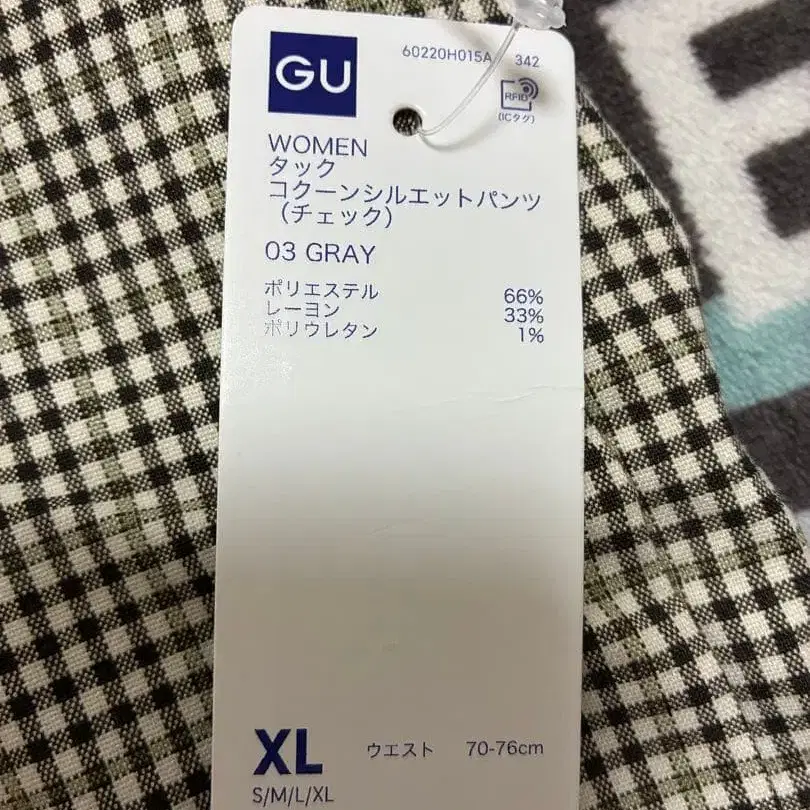 GU
60220H015A 342
RFID
(ICタグ)
WOMEN
タック
コクーンシルエットパンツ
(チェック)
03 GRAY
ポリエステル 66%
レーヨン 33%
ポリウレタン 1%
XL ウエスト 70-76cm
S/M/L/XL